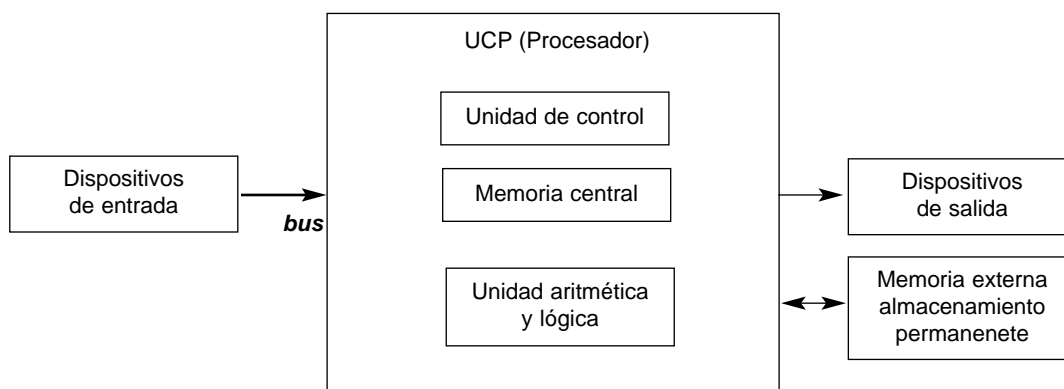 UCP (Procesador)
Unidad de control
Dispositivos
de entrada
bus
Memoria central
Unidad aritmética
y lógica
Dispositivos
de salida
Memoria externa
almacenamiento
permanenete